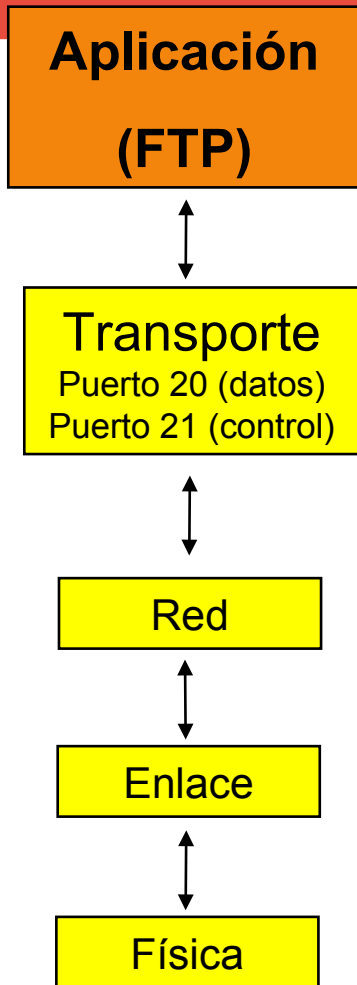 Aplicación
(FTP)
Transporte
Puerto 20 (datos)
Puerto 21 (control)
Red
Enlace
Física